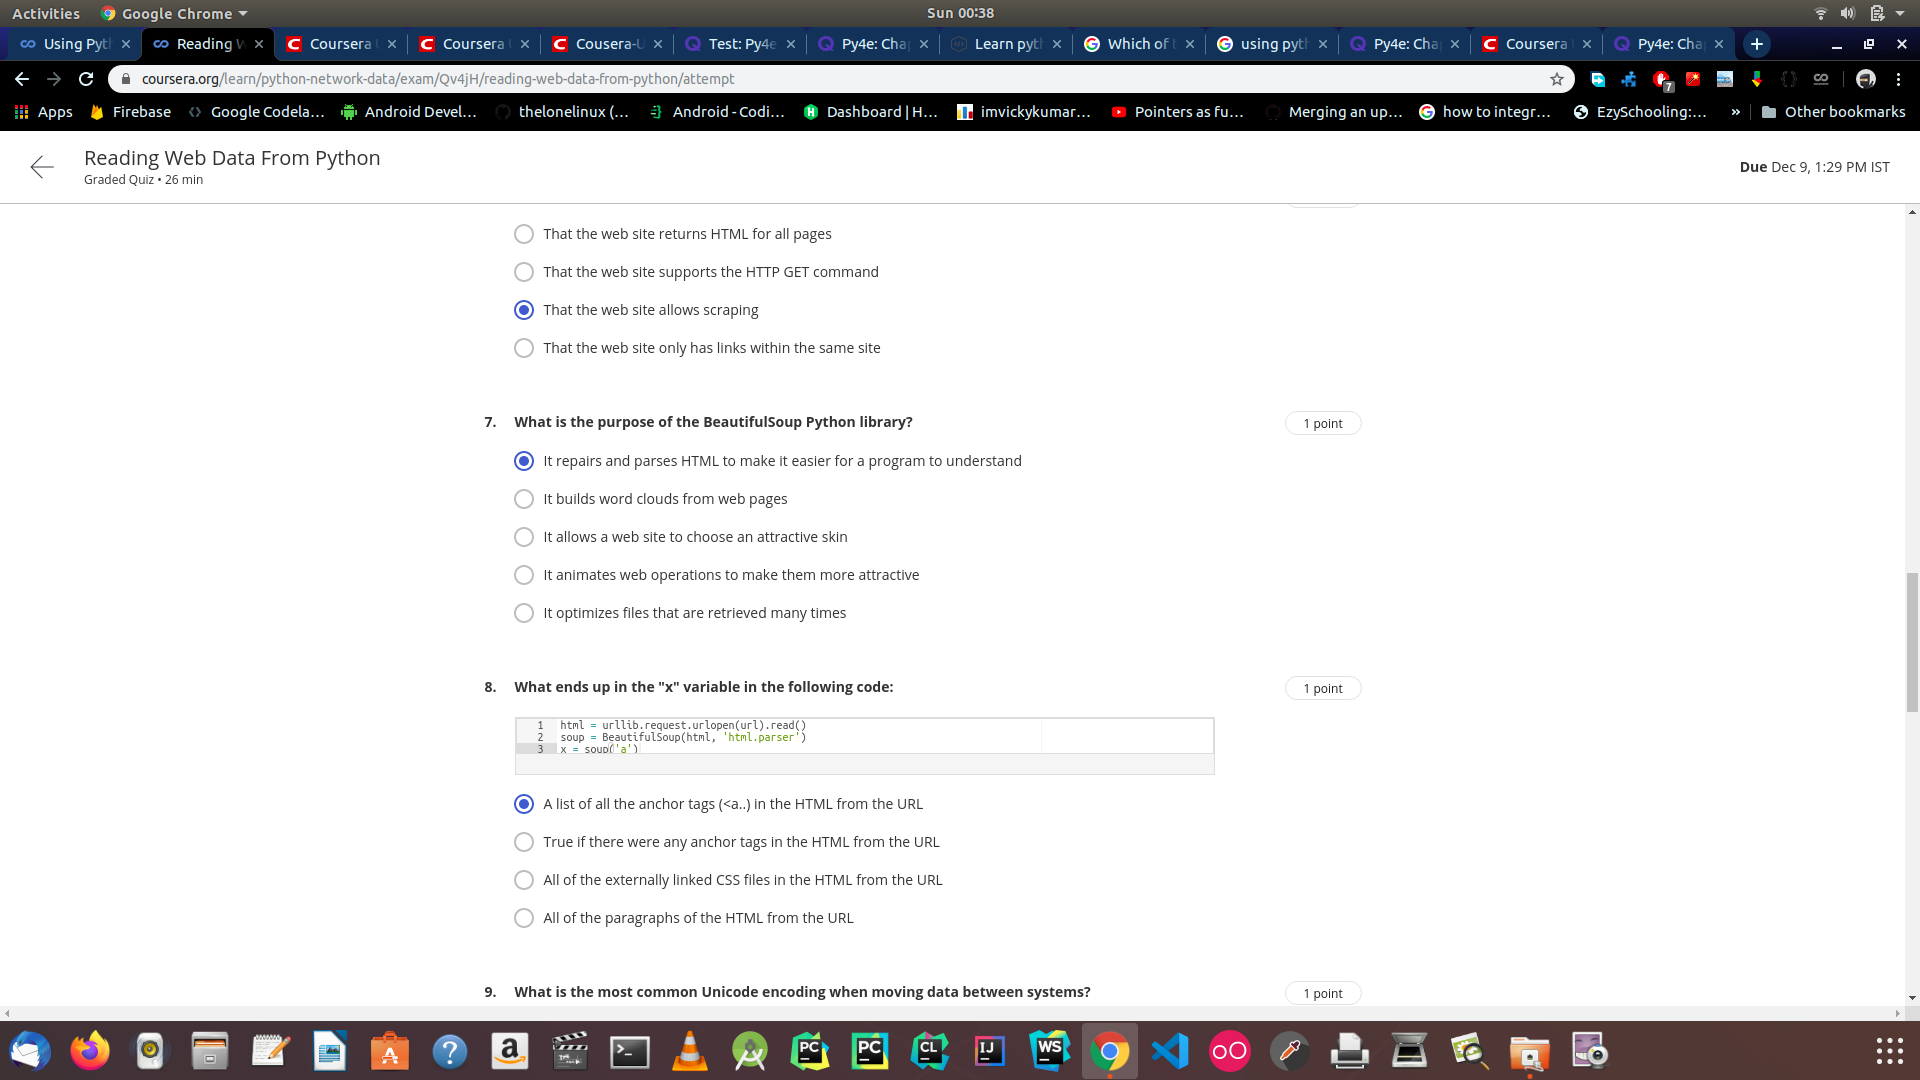 Activities
Google Chrome
Sun 00:38
Using Pyt
Reading W
Coursera
Coursera
Cousera-U
Test: Py4e
Py4e: Cha
Learn pyt
Which of
using pyt
Py4e: Cha
Coursera
Py4e: Cha
coursera.org/learn/python-network-data/exam/Qv4jH/reading-web-data-from-python/attempt
7
Apps
Firebase
Google Codela...
Android Devel...
thelonelinux (...
Android - Codi...
Dashboard | H...
imvickykumar...
Pointers as fu...
Merging an up...
how to integr...
EzySchooling:...
»
Other bookmarks
Reading Web Data From Python
Graded Quiz • 26 min
Due Dec 9, 1:29 PM IST
That the web site returns HTML for all pages
That the web site supports the HTTP GET command
That the web site allows scraping
That the web site only has links within the same site
7. What is the purpose of the BeautifulSoup Python library?
1 point
It repairs and parses HTML to make it easier for a program to understand
It builds word clouds from web pages
It allows a web site to choose an attractive skin
It animates web operations to make them more attractive
It optimizes files that are retrieved many times
8. What ends up in the "x" variable in the following code:
1 point
1 html = urllib.request.urlopen(url).read()
2 soup = BeautifulSoup(html, 'html.parser')
3 x = soup('a')
A list of all the anchor tags (<a..) in the HTML from the URL
True if there were any anchor tags in the HTML from the URL
All of the externally linked CSS files in the HTML from the URL
All of the paragraphs of the HTML from the URL
9. What is the most common Unicode encoding when moving data between systems?
1 point
PC
PC
CL
IJ
WS